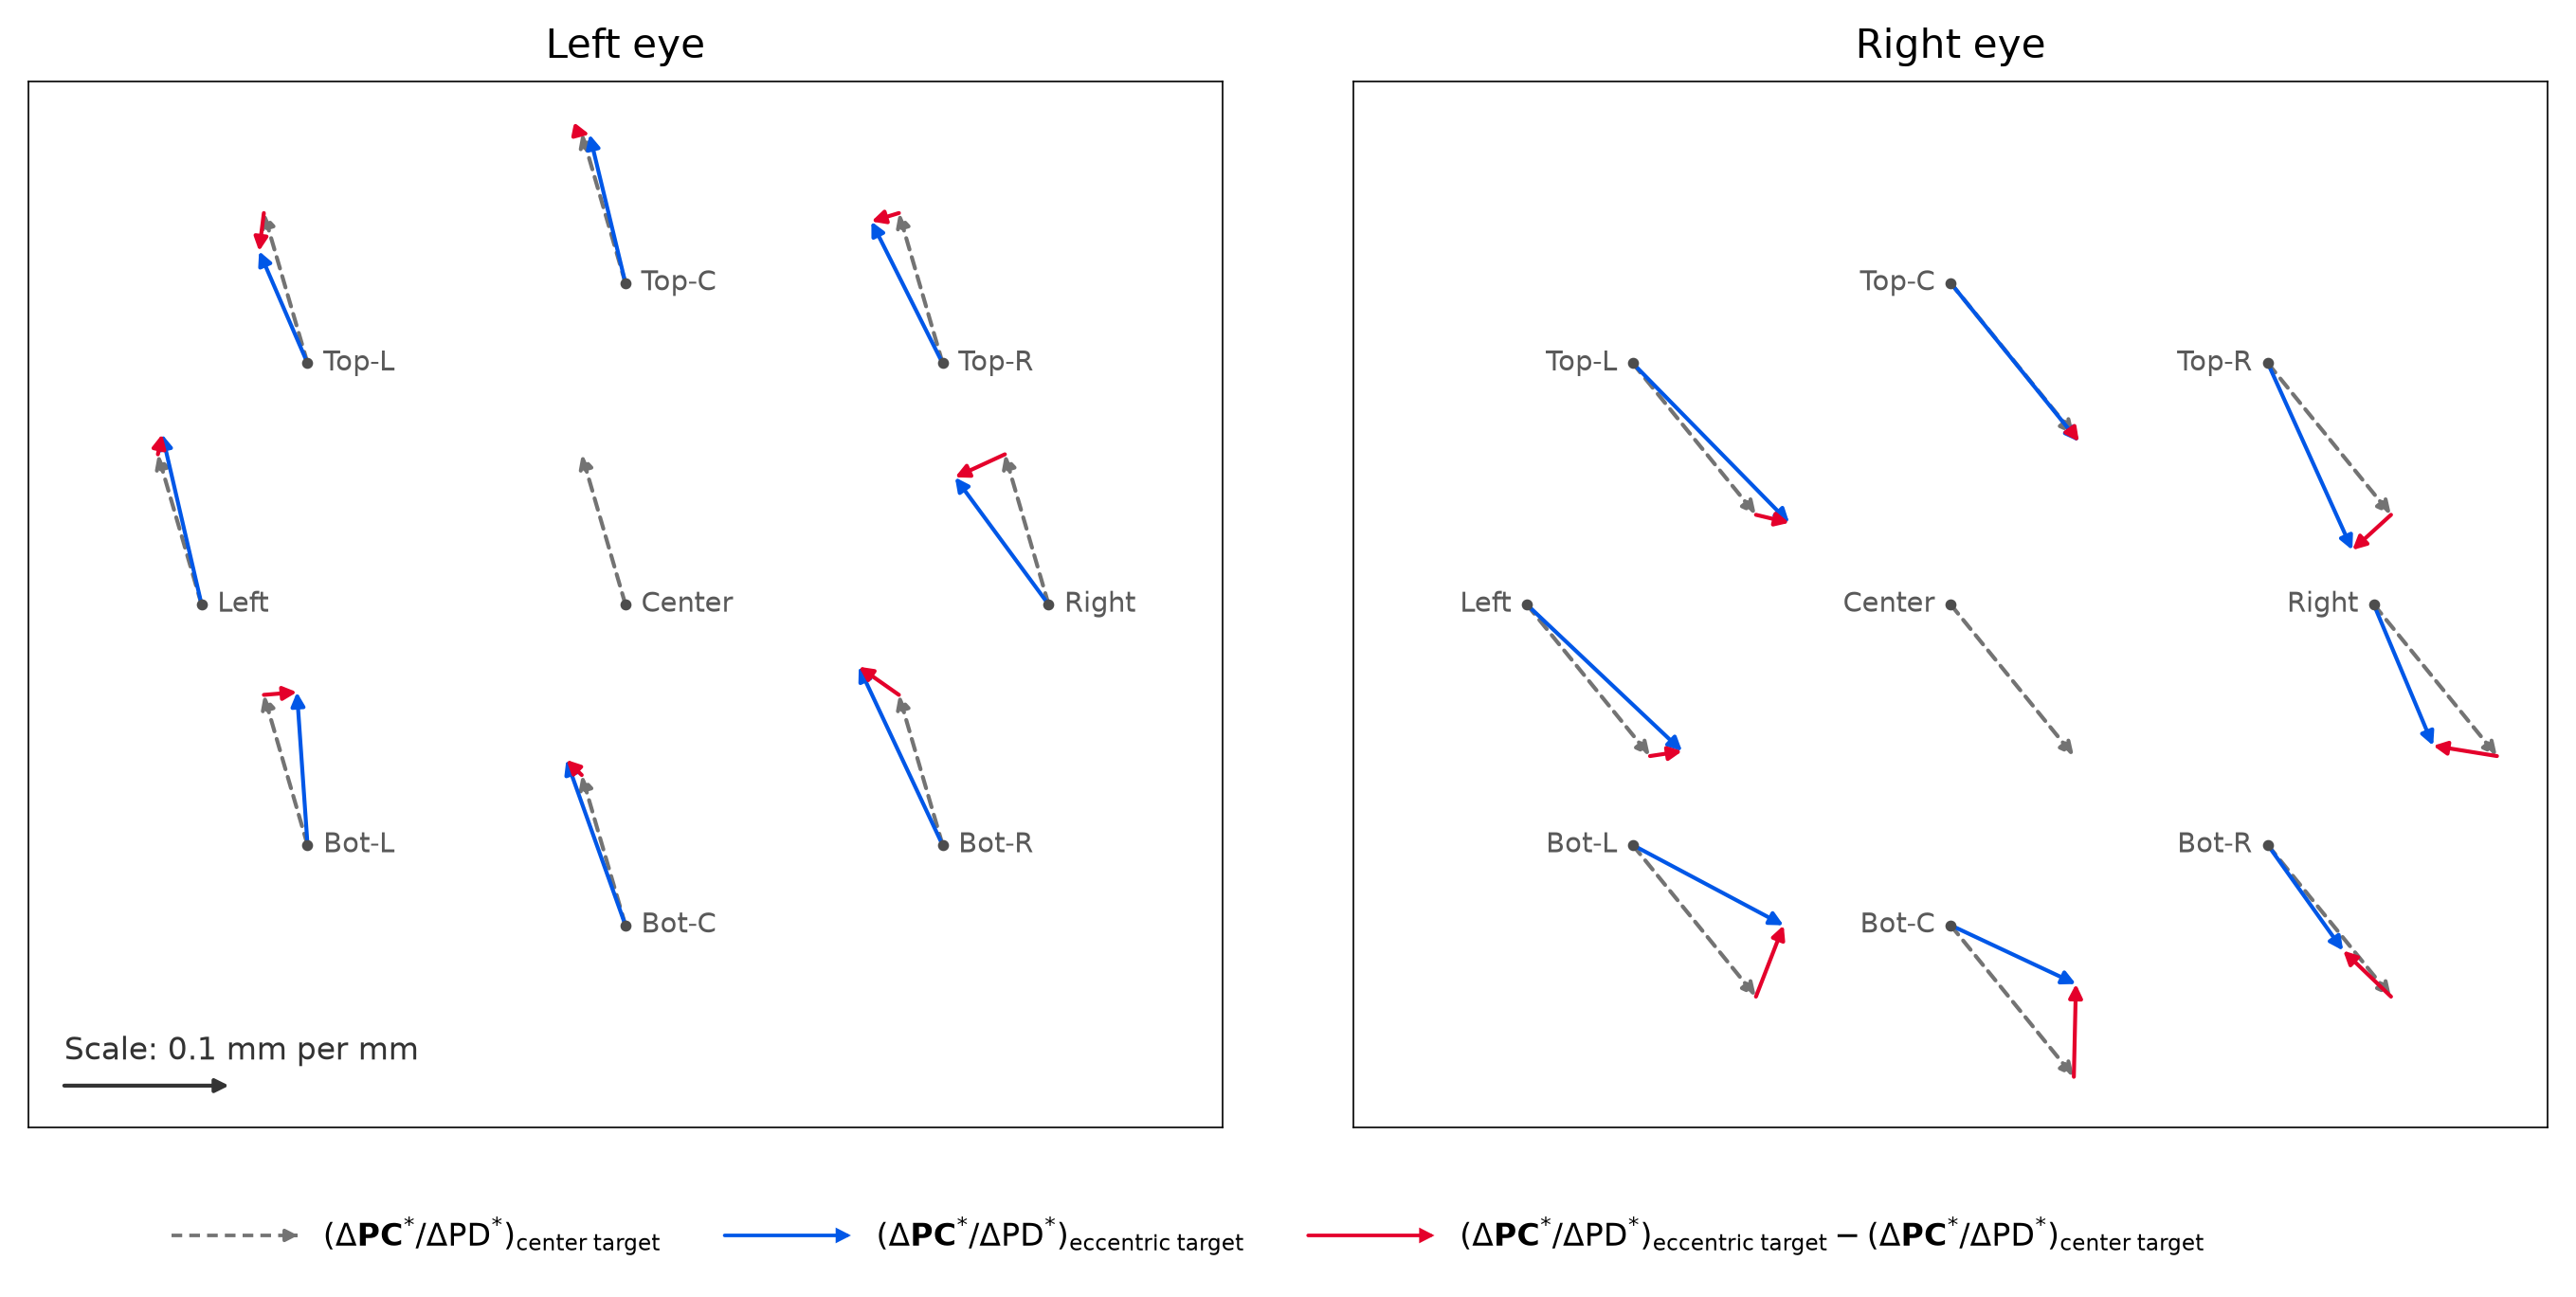 Left eye
Right eye
Top-C
Top-L
Top-R
Left
Center
Right
Bot-L
Bot-R
Bot-C
Scale: 0.1 mm per mm
Top-C
Top-L
Top-R
Left
Center
Right
Bot-L
Bot-R
Bot-C
(ΔPC*/ΔPD*)center target
(ΔPC*/ΔPD*)eccentric target
(ΔPC*/ΔPD*)eccentric target − (ΔPC*/ΔPD*)center target